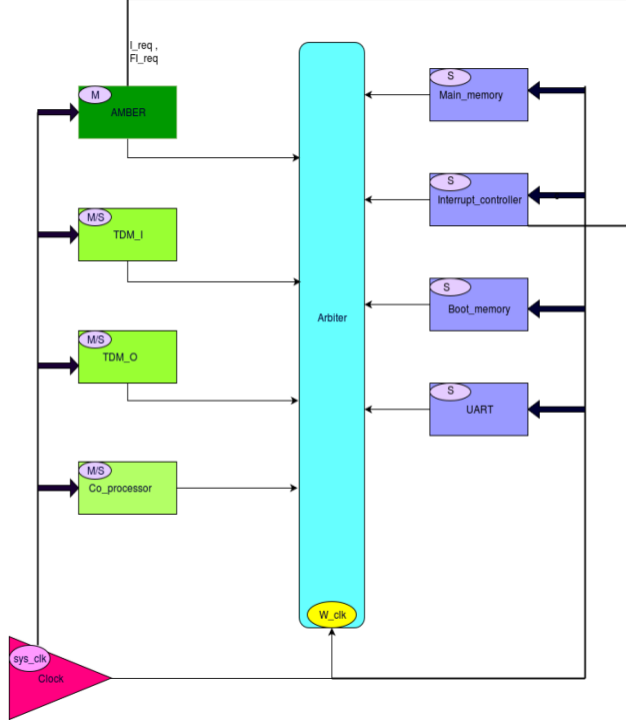 I_req ,
FI_req
M
AMBER
M/S
TDM_I
M/S
TDM_O
M/S
Co_processor
Arbiter
W_clk
S
Main_memory
S
Interrupt_controller
S
Boot_memory
S
UART
sys_clk
Clock